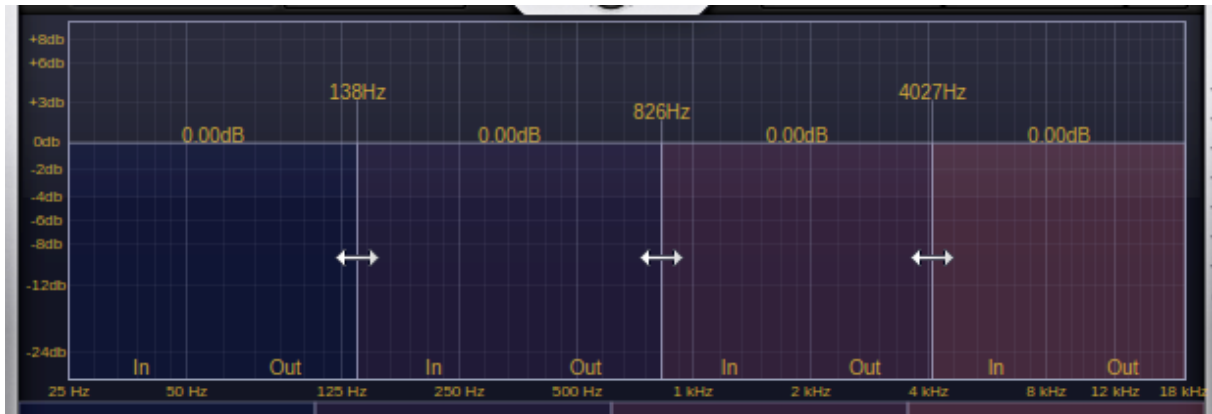 +8db
+6db
138Hz
4027Hz
+3db
826Hz
0.00dB 0.00dB 0.00dB 0.00dB
0db
-2db
-4db
-6db
-8db
-12db
-24db
In Out In Out In Out In Out
25 Hz 50 Hz 125 Hz 250 Hz 500 Hz 1 kHz 2 kHz 4 kHz 8 kHz 12 kHz 18 kHz